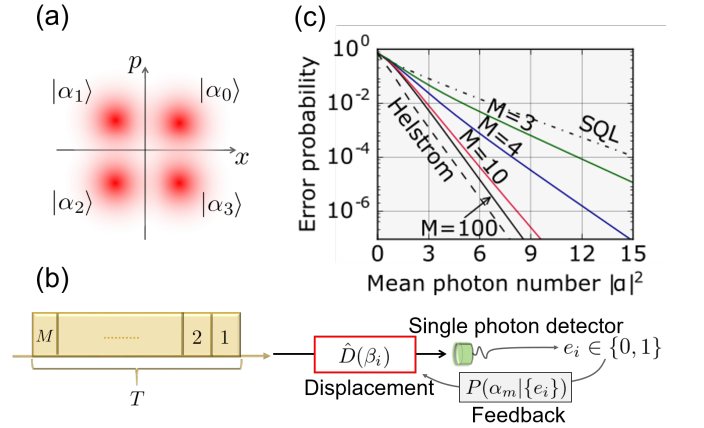 (a)
p
|α₁⟩
|α₀⟩
x
|α₂⟩
|α₃⟩
(c)
Error probability
10⁰
10⁻²
10⁻⁴
10⁻⁶
Helstrom
M=3
SQL
M=4
M=10
M=100
0 3 6 9 12 15
Mean photon number |α|²
(b)
M ......... 2 1
T
D̂(βᵢ)
Displacement
Single photon detector
eᵢ ∈ {0, 1}
P(αₘ|{eᵢ})
Feedback